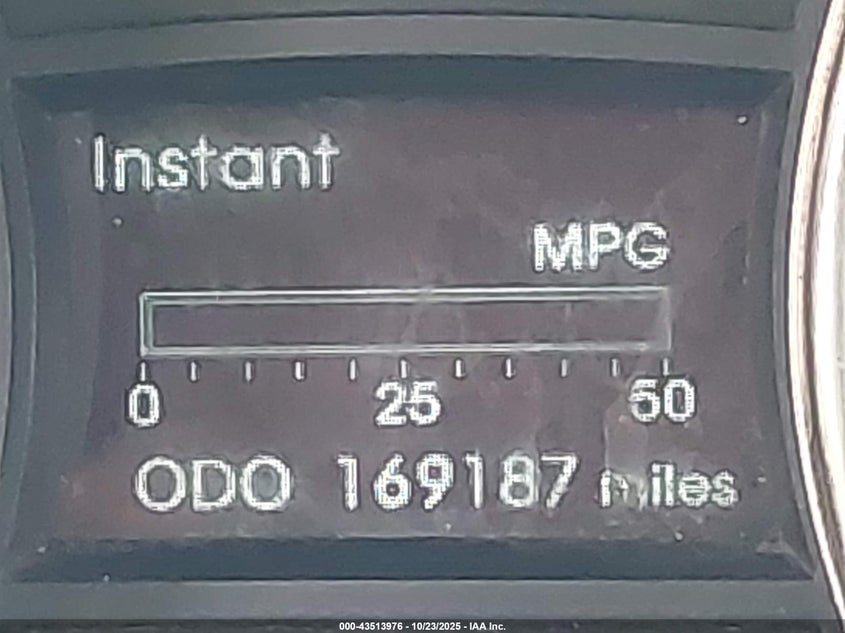 Instant
MPG
0 25 50
ODO 169187 miles
000-43513976 - 10/23/2025 - IAA Inc.